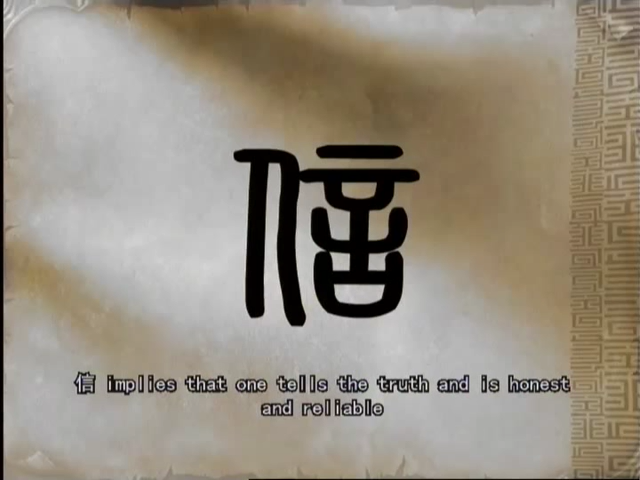 信
信 implies that one tells the truth and is honest
and reliable